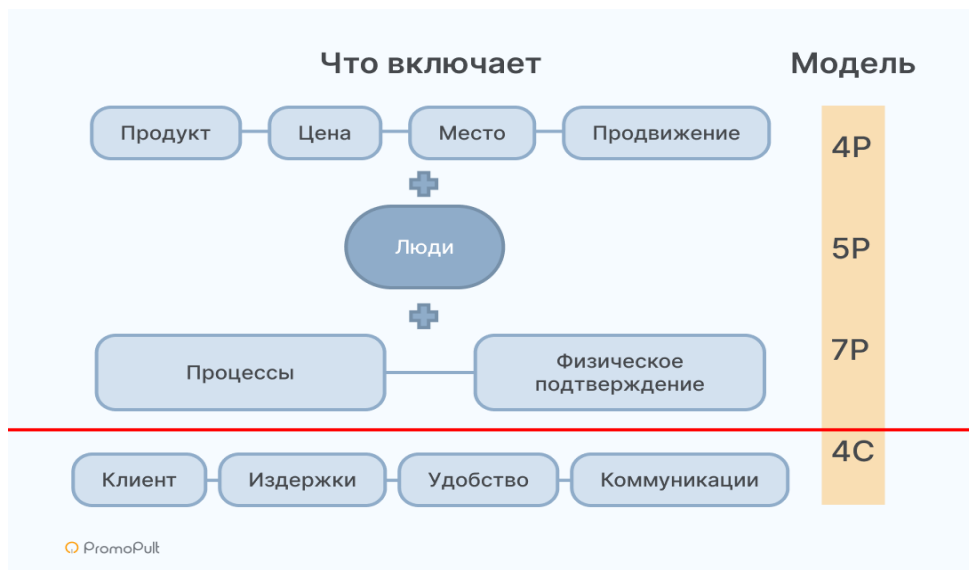 Что включает
Модель
Продукт
Цена
Место
Продвижение
4P
Люди
5P
Процессы
Физическое
подтверждение
7P
4C
Клиент
Издержки
Удобство
Коммуникации
PromoPult